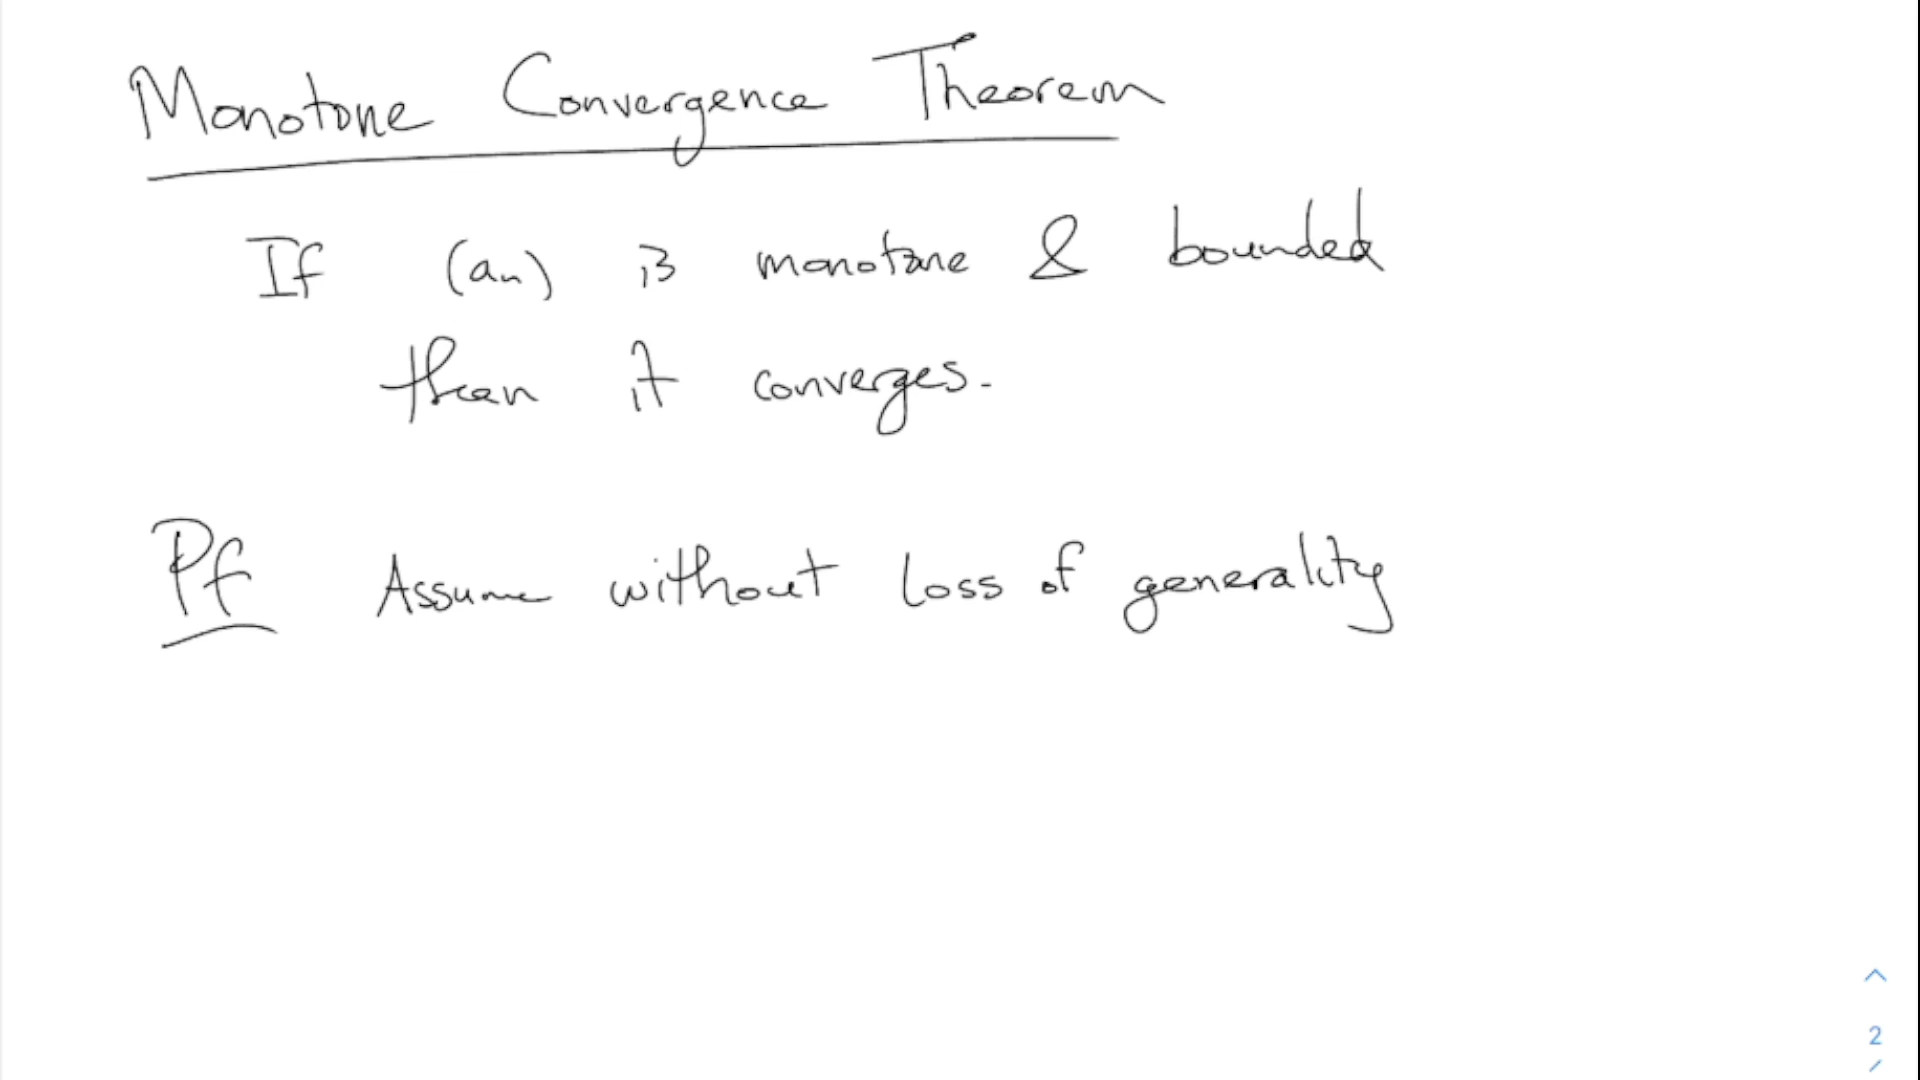 Monotone Convergence Theorem
If (an) is monotone & bounded
then it converges.
Pf Assume without loss of generality
2